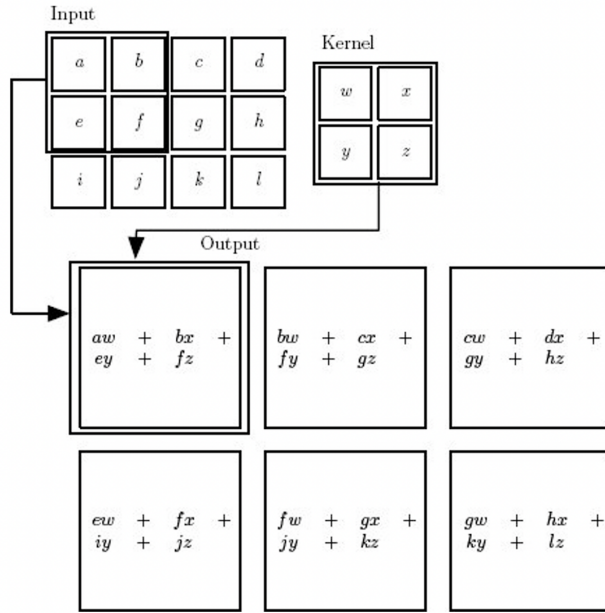 Input
Kernel
a b c d
w x
e f g h
y z
i j k l
Output
aw + bx +
ey + fz
bw + cx +
fy + gz
cw + dx +
gy + hz
ew + fx +
iy + jz
fw + gx +
jy + kz
gw + hx +
ky + lz